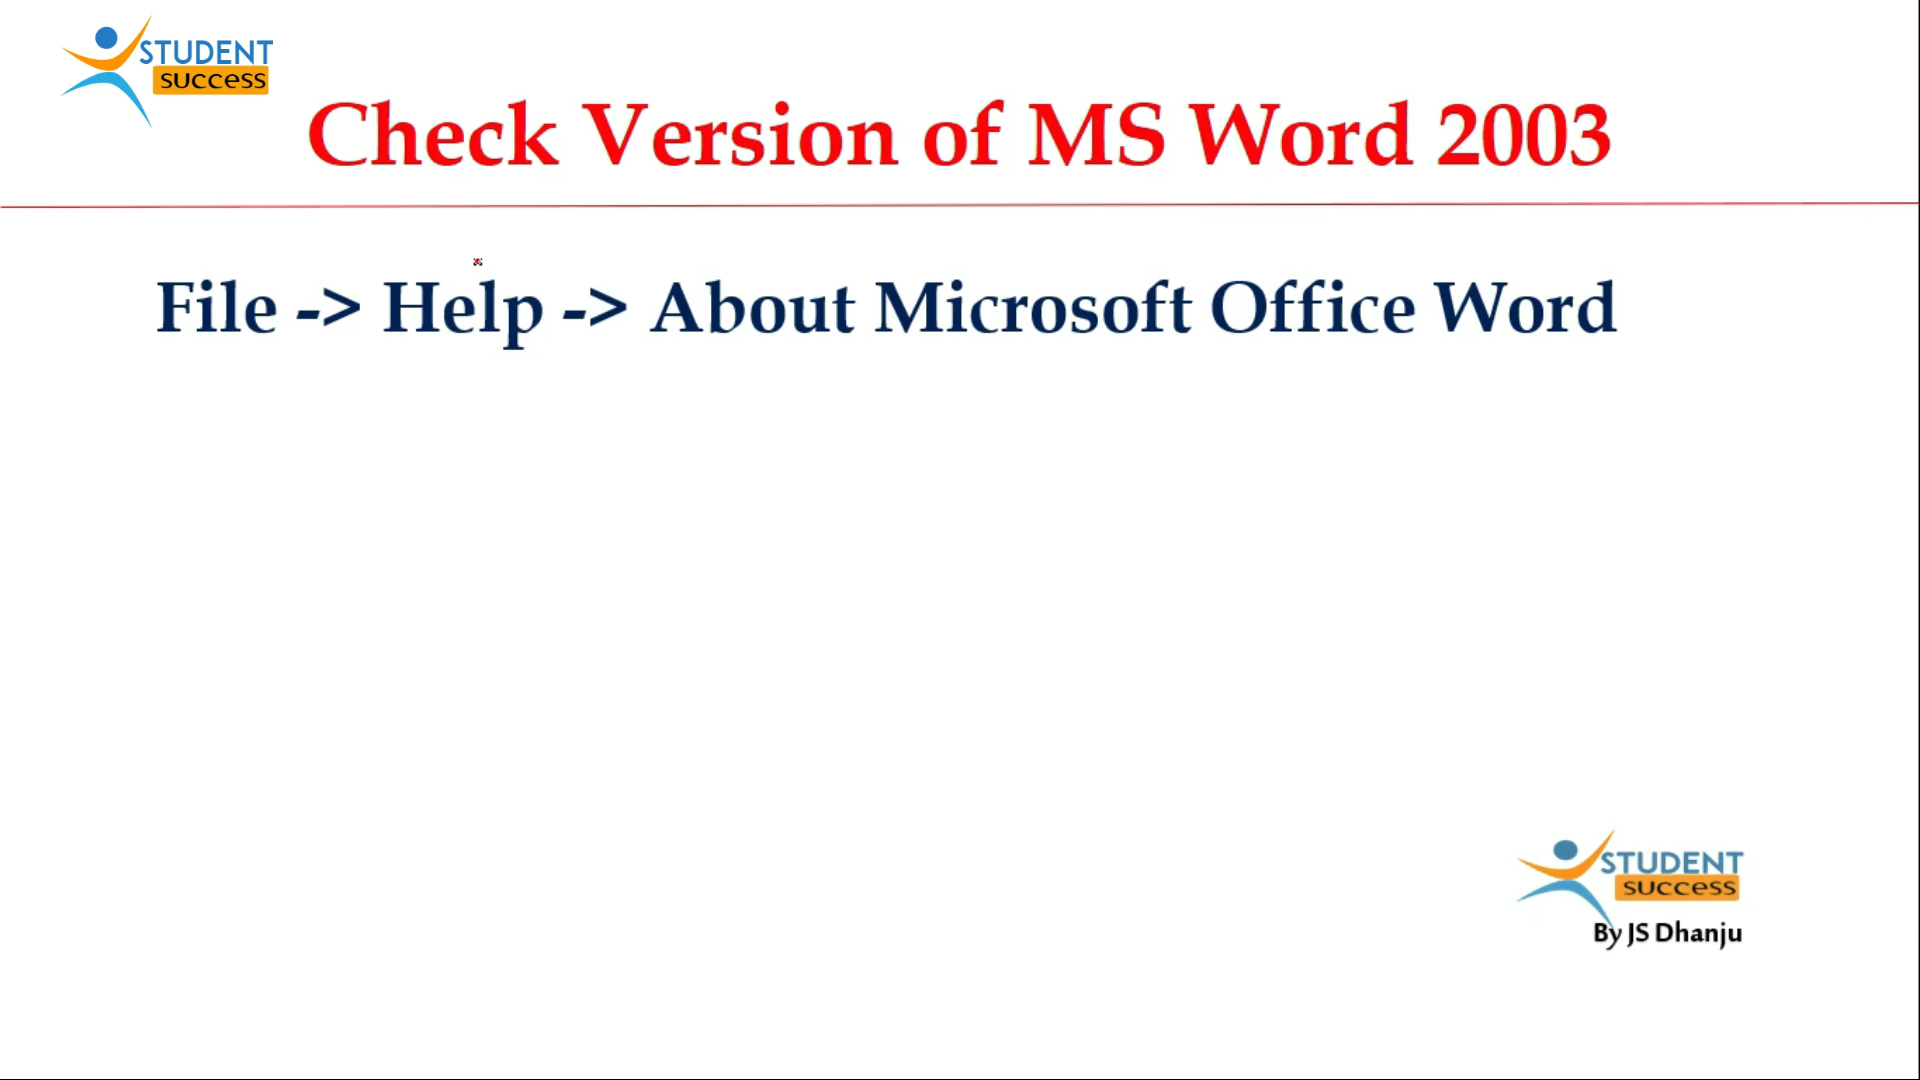 STUDENT
success
Check Version of MS Word 2003
File -> Help -> About Microsoft Office Word
STUDENT
success
By JS Dhanju